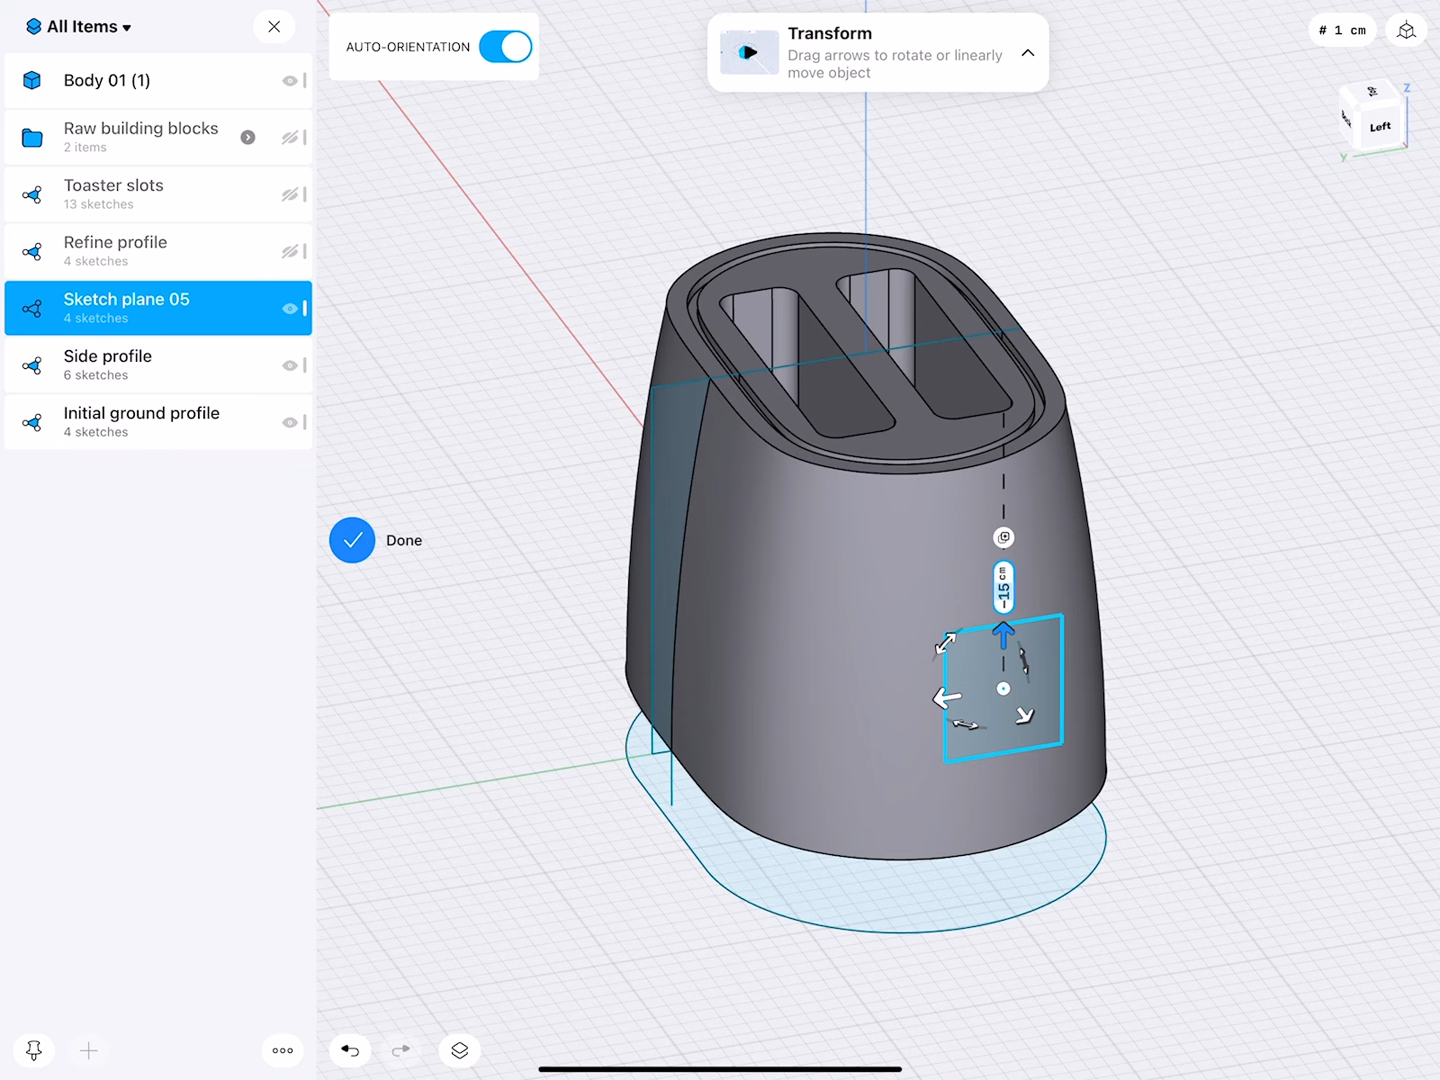 All Items
Body 01 (1)
Raw building blocks
2 items
Toaster slots
13 sketches
Refine profile
4 sketches
Sketch plane 05
4 sketches
Side profile
6 sketches
Initial ground profile
4 sketches
AUTO-ORIENTATION
Transform
Drag arrows to rotate or linearly
move object
# 1 cm
Top
Back
Left
Z
Y
Done
-15 cm